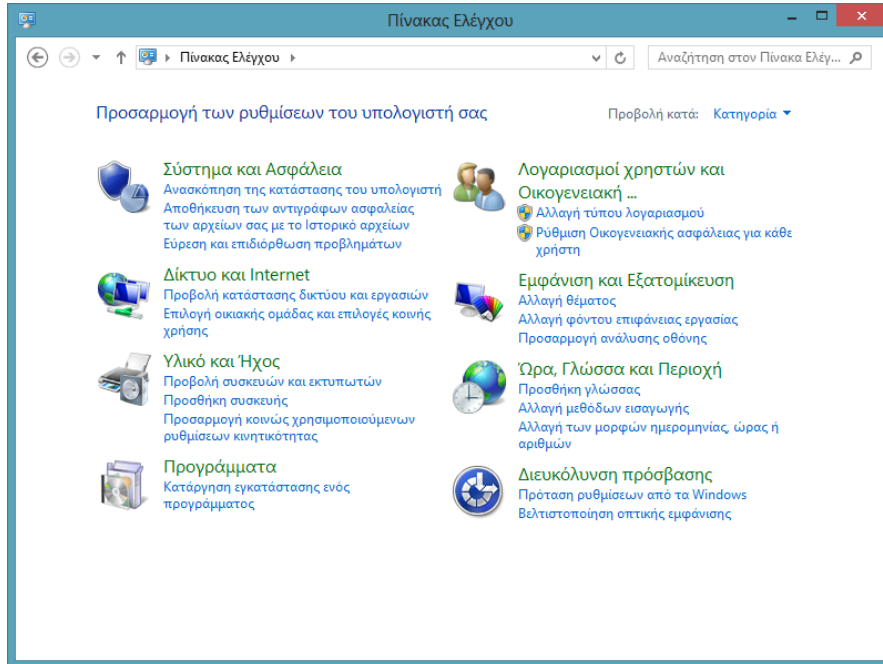 Πίνακας Ελέγχου
Πίνακας Ελέγχου
Αναζήτηση στον Πίνακα Ελέγ...
Προσαρμογή των ρυθμίσεων του υπολογιστή σας
Προβολή κατά: Κατηγορία
Σύστημα και Ασφάλεια
Ανασκόπηση της κατάστασης του υπολογιστή
Αποθήκευση των αντιγράφων ασφαλείας
των αρχείων σας με το Ιστορικό αρχείων
Εύρεση και επιδιόρθωση προβλημάτων
Δίκτυο και Internet
Προβολή κατάστασης δικτύου και εργασιών
Επιλογή οικιακής ομάδας και επιλογές κοινής
χρήσης
Υλικό και Ήχος
Προβολή συσκευών και εκτυπωτών
Προσθήκη συσκευής
Προσαρμογή κοινώς χρησιμοποιούμενων
ρυθμίσεων κινητικότητας
Προγράμματα
Κατάργηση εγκατάστασης ενός
προγράμματος
Λογαριασμοί χρηστών και
Οικογενειακή ...
Αλλαγή τύπου λογαριασμού
Ρύθμιση Οικογενειακής ασφάλειας για κάθε
χρήστη
Εμφάνιση και Εξατομίκευση
Αλλαγή θέματος
Αλλαγή φόντου επιφάνειας εργασίας
Προσαρμογή ανάλυσης οθόνης
Ώρα, Γλώσσα και Περιοχή
Προσθήκη γλώσσας
Αλλαγή μεθόδων εισαγωγής
Αλλαγή των μορφών ημερομηνίας, ώρας ή
αριθμών
Διευκόλυνση πρόσβασης
Πρόταση ρυθμίσεων από τα Windows
Βελτιστοποίηση οπτικής εμφάνισης